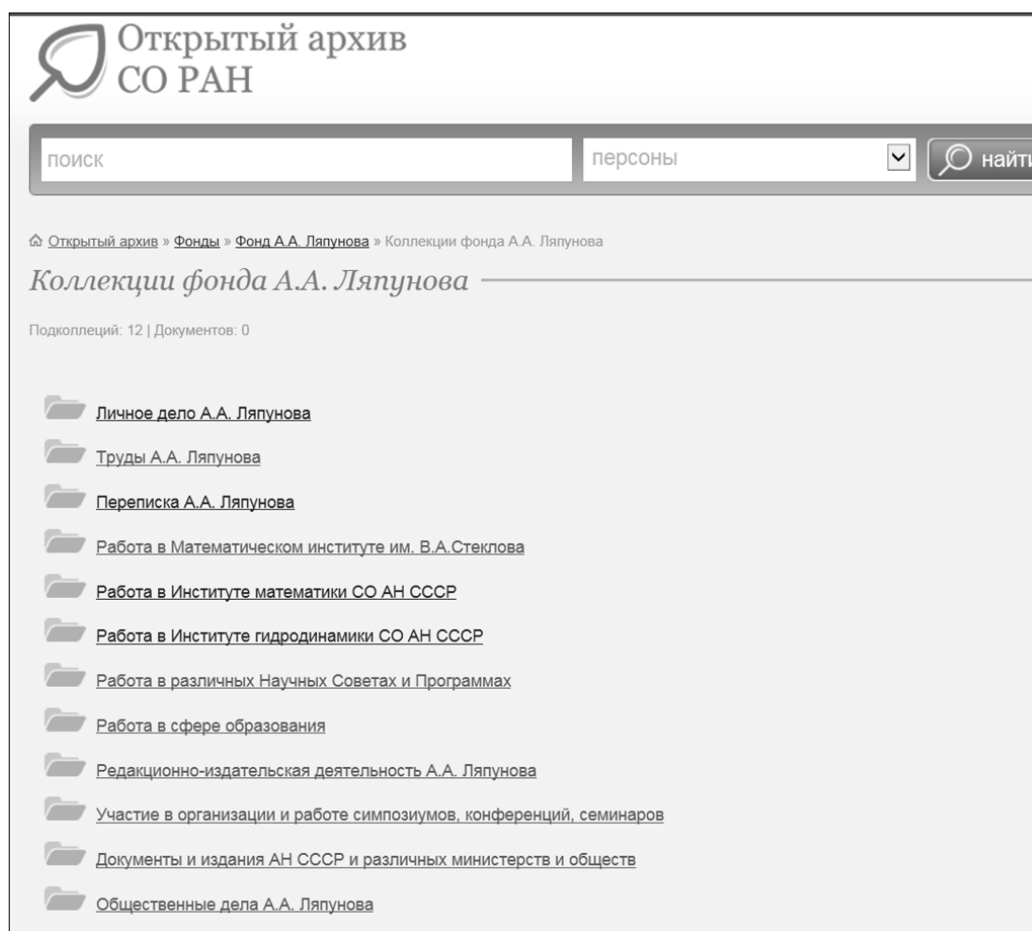 Открытый архив
СО РАН
поиск
персоны
найти
Открытый архив » Фонды » Фонд А.А. Ляпунова » Коллекции фонда А.А. Ляпунова
Коллекции фонда А.А. Ляпунова
Подколлеций: 12 | Документов: 0
Личное дело А.А. Ляпунова
Труды А.А. Ляпунова
Переписка А.А. Ляпунова
Работа в Математическом институте им. В.А.Стеклова
Работа в Институте математики СО АН СССР
Работа в Институте гидродинамики СО АН СССР
Работа в различных Научных Советах и Программах
Работа в сфере образования
Редакционно-издательская деятельность А.А. Ляпунова
Участие в организации и работе симпозиумов, конференций, семинаров
Документы и издания АН СССР и различных министерств и обществ
Общественные дела А.А. Ляпунова